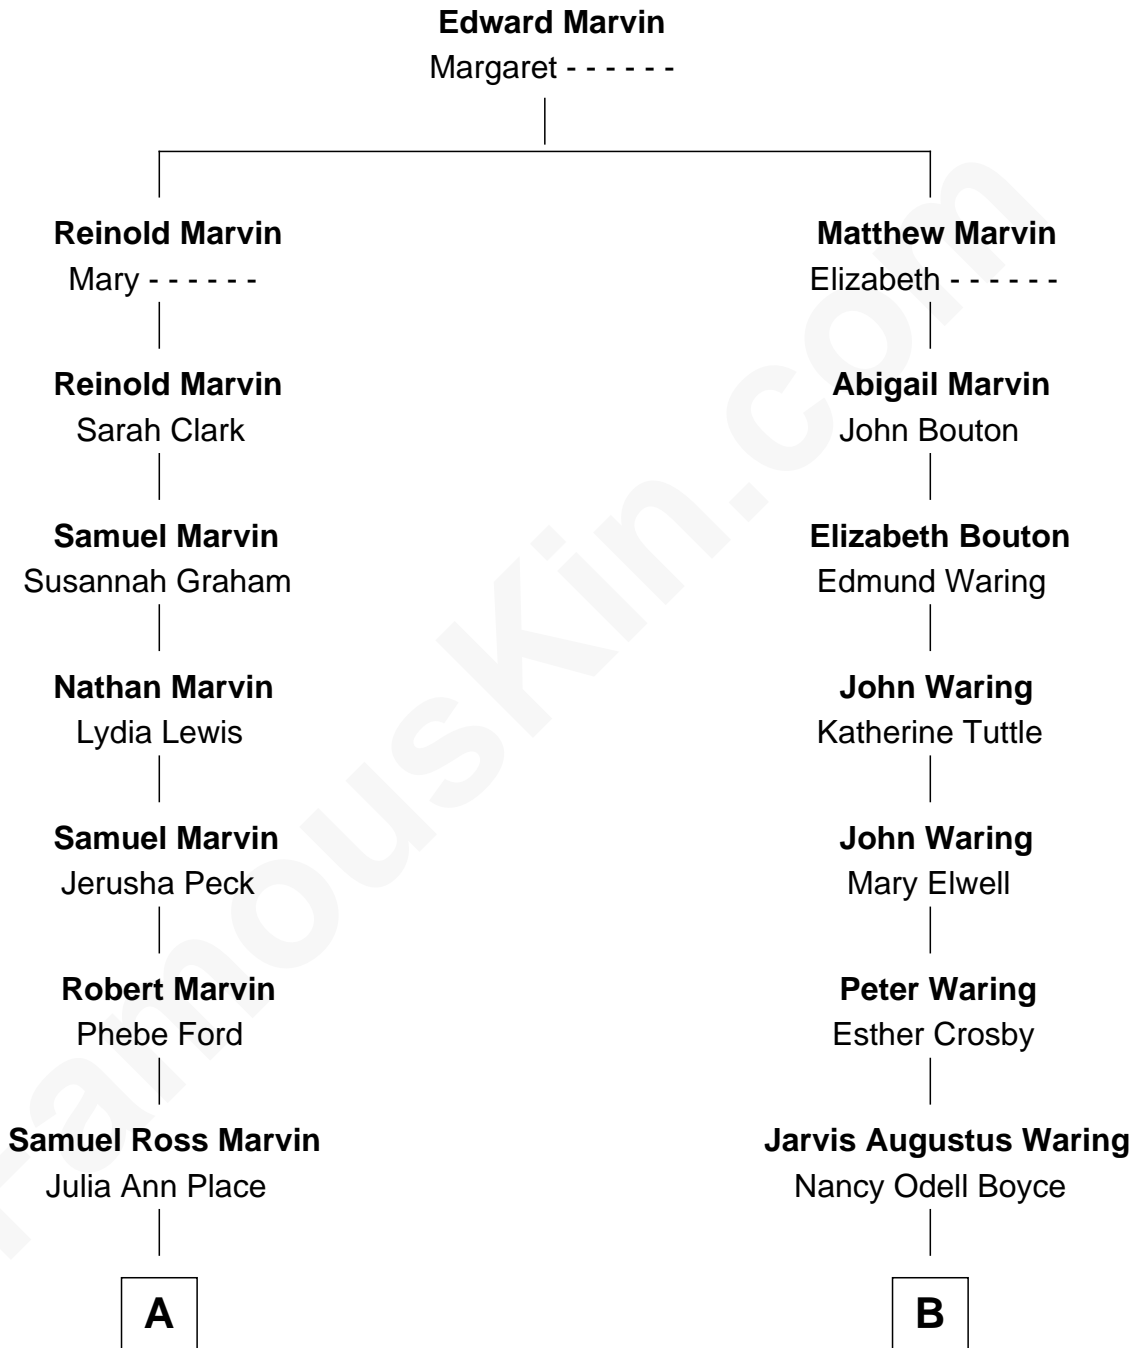 Edward Marvin
Margaret - - - - - -
Reinold Marvin
Mary - - - - - -
Matthew Marvin
Elizabeth - - - - - -
Reinold Marvin
Sarah Clark
Abigail Marvin
John Bouton
Samuel Marvin
Susannah Graham
Elizabeth Bouton
Edmund Waring
Nathan Marvin
Lydia Lewis
John Waring
Katherine Tuttle
Samuel Marvin
Jerusha Peck
John Waring
Mary Elwell
Robert Marvin
Phebe Ford
Peter Waring
Esther Crosby
Samuel Ross Marvin
Julia Ann Place
Jarvis Augustus Waring
Nancy Odell Boyce
A
B
FamousKin.com